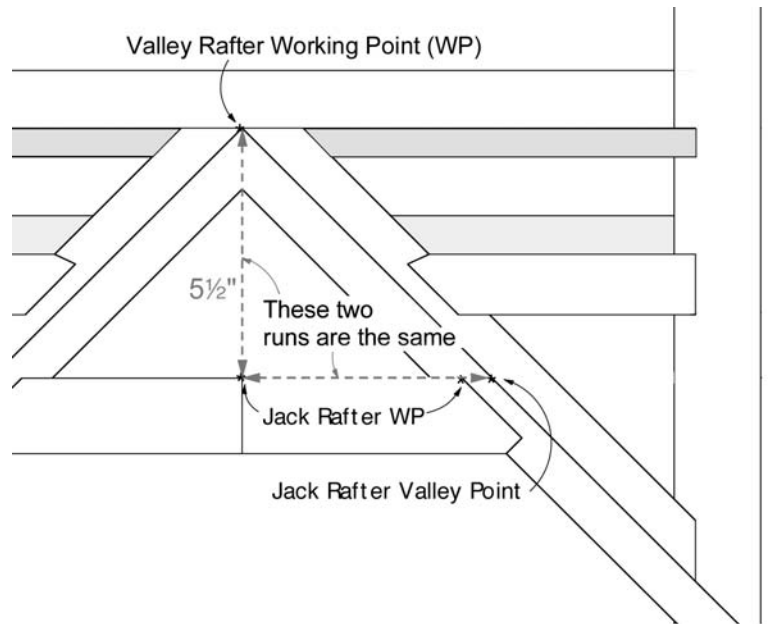 Valley Rafter Working Point (WP)
5½"
These two
runs are the same
Jack Rafter WP
Jack Rafter Valley Point